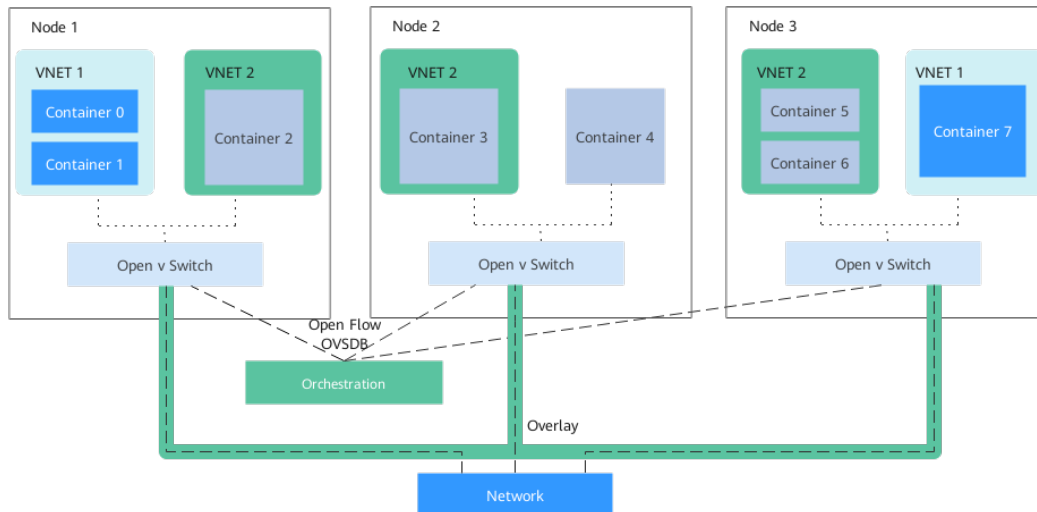 Node 1
VNET 1
Container 0
Container 1
VNET 2
Container 2
Open v Switch
Node 2
VNET 2
Container 3
Container 4
Open v Switch
Node 3
VNET 2
Container 5
Container 6
VNET 1
Container 7
Open v Switch
Open Flow
OVSDB
Orchestration
Overlay
Network